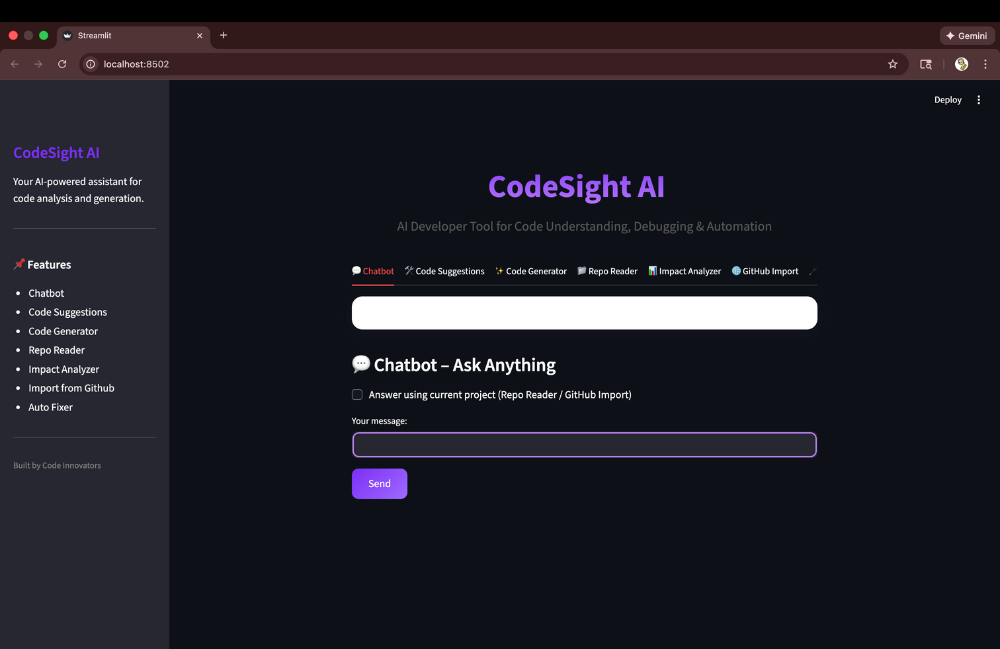 Streamlit
Gemini
localhost:8502
Deploy
CodeSight AI
Your AI-powered assistant for
code analysis and generation.
📌 Features
• Chatbot
• Code Suggestions
• Code Generator
• Repo Reader
• Impact Analyzer
• Import from Github
• Auto Fixer
Built by Code Innovators
CodeSight AI
AI Developer Tool for Code Understanding, Debugging & Automation
💬 Chatbot 🛠 Code Suggestions ✨ Code Generator 📁 Repo Reader 📊 Impact Analyzer 🌐 GitHub Import
💬 Chatbot – Ask Anything
Answer using current project (Repo Reader / GitHub Import)
Your message:
Send